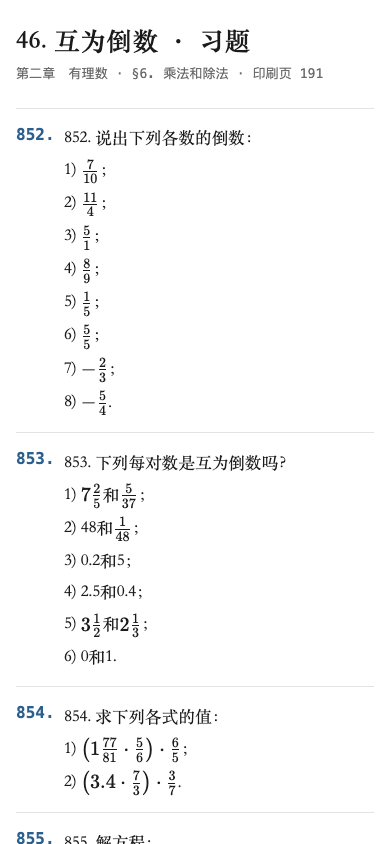 46. 互为倒数 · 习题
第二章 有理数 · §6. 乘法和除法 · 印刷页 191
852. 852. 说出下列各数的倒数：
1) 7/10；
2) 11/4；
3) 5/1；
4) 8/9；
5) 1/5；
6) 5/5；
7) −2/3；
8) −5/4.
853. 853. 下列每对数是互为倒数吗?
1) 7 2/5和5/37；
2) 48和1/48；
3) 0.2和5；
4) 2.5和0.4；
5) 3 1/2和2 1/3；
6) 0和1.
854. 854. 求下列各式的值：
1) (1 77/81 · 5/6) · 6/5；
2) (3.4 · 7/3) · 3/7.
855. 855. 解方程：